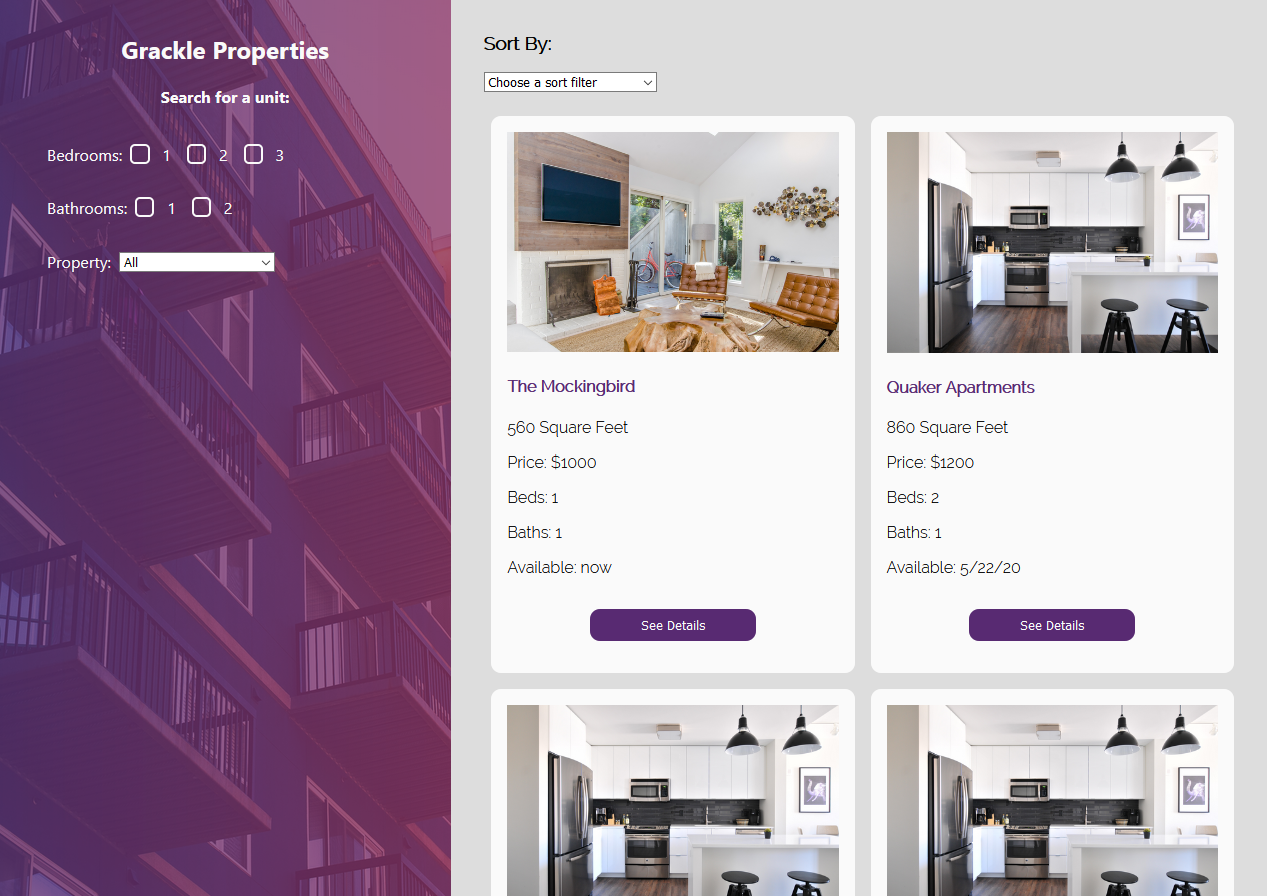 Grackle Properties
Search for a unit:
Bedrooms: 1 2 3
Bathrooms: 1 2
Property: All
Sort By:
Choose a sort filter
The Mockingbird
560 Square Feet
Price: $1000
Beds: 1
Baths: 1
Available: now
See Details
Quaker Apartments
860 Square Feet
Price: $1200
Beds: 2
Baths: 1
Available: 5/22/20
See Details